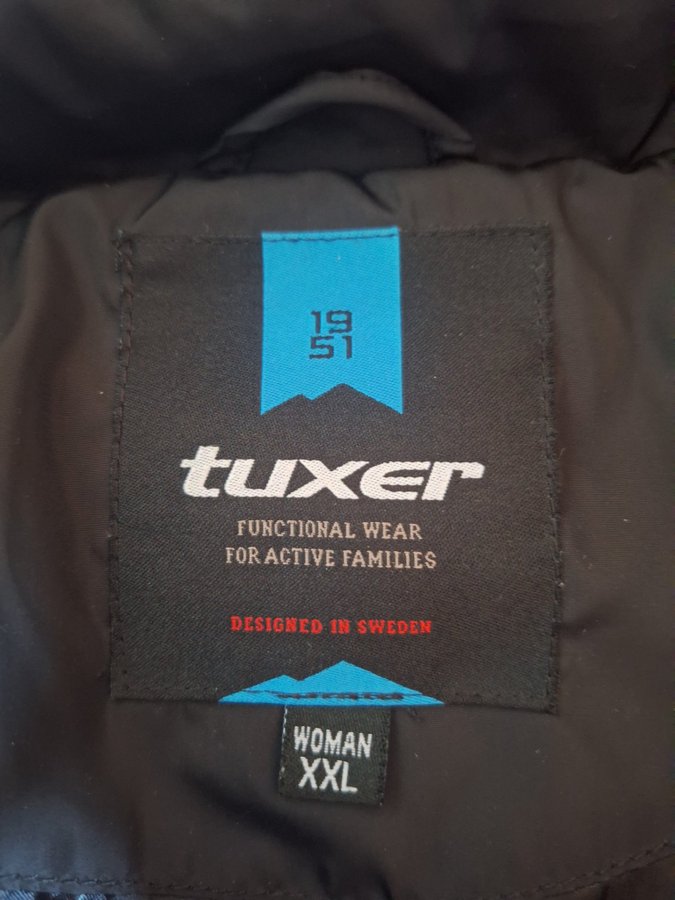 19
51
tuxer
FUNCTIONAL WEAR
FOR ACTIVE FAMILIES
DESIGNED IN SWEDEN
WOMAN
XXL